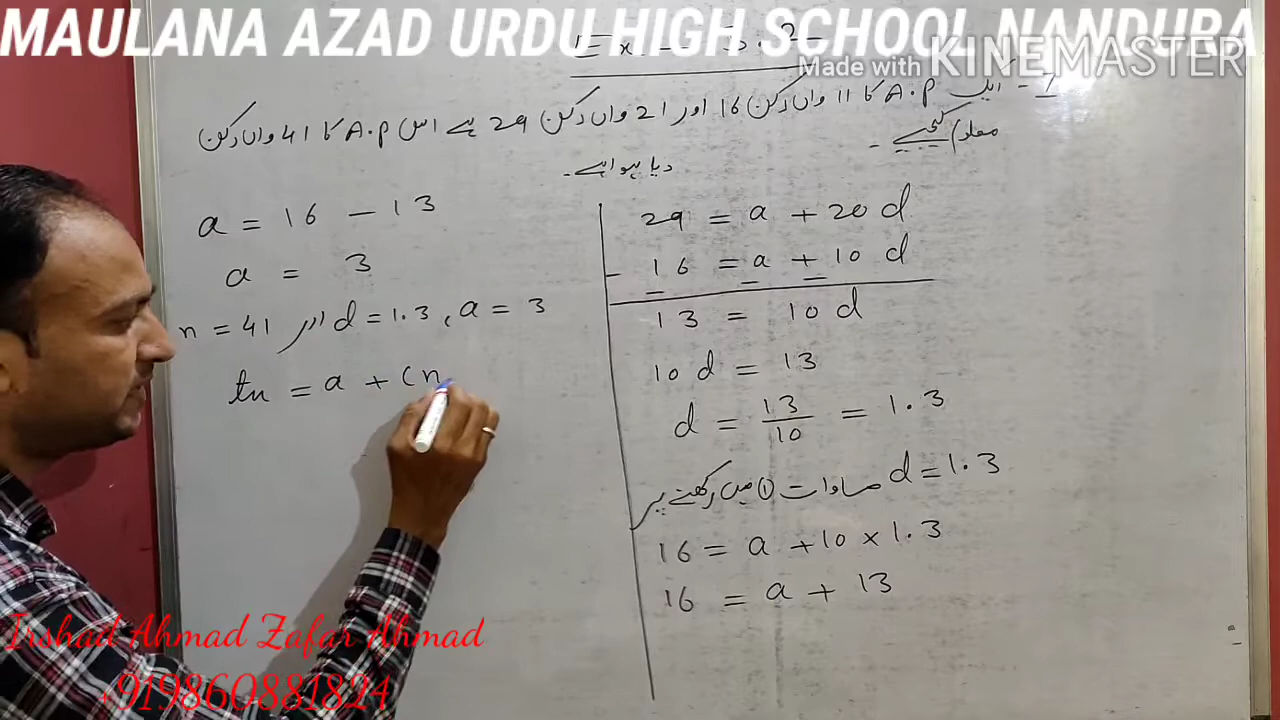 MAULANA AZAD URDU HIGH SCHOOL NANDURA
Made with KINEMASTER
7 - ایک A.P کا 11 واں رکن 16 اور 21 واں رکن 29 ہے اس A.P کا 41 واں رکن
معلوم کیجیے -
دیا ہوا ہے -
29 = a + 20 d
- 16 = a + 10 d
13 = 10 d
10 d = 13
d = 13/10 = 1.3
d = 1.3 مساوات ① میں رکھنے پر
16 = a + 10 × 1.3
16 = a + 13
a = 16 - 13
a = 3
n = 41 اور d = 1.3 , a = 3
tn = a + (n
Irshad Ahmad Zafar Ahmad
+919860881824